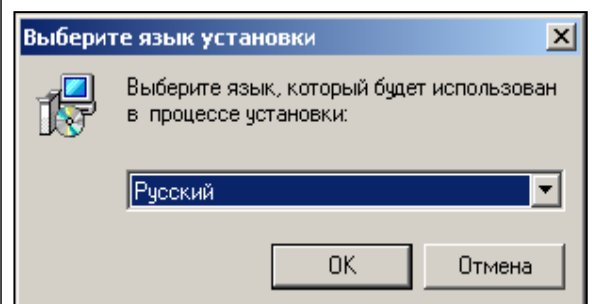 Выберите язык установки
Выберите язык, который будет использован
в процессе установки:
Русский
OK
Отмена